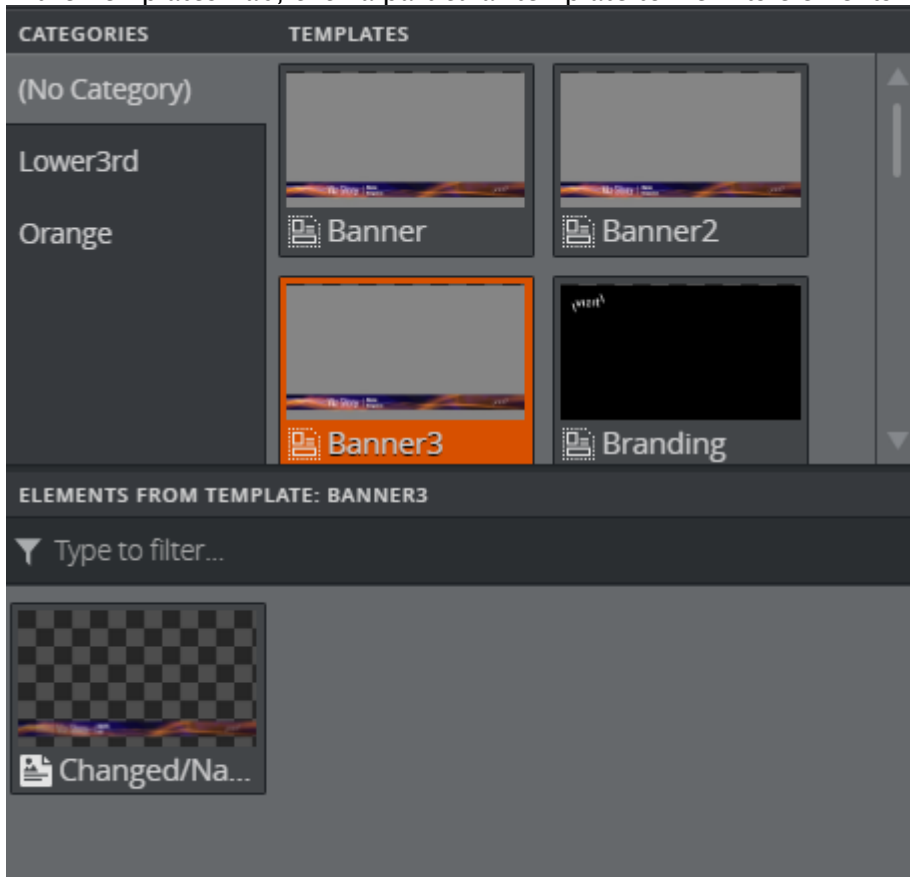 CATEGORIES
TEMPLATES
(No Category)
Lower3rd
Orange
Banner
Banner2
Banner3
Branding
ELEMENTS FROM TEMPLATE: BANNER3
Type to filter...
Changed/Na...